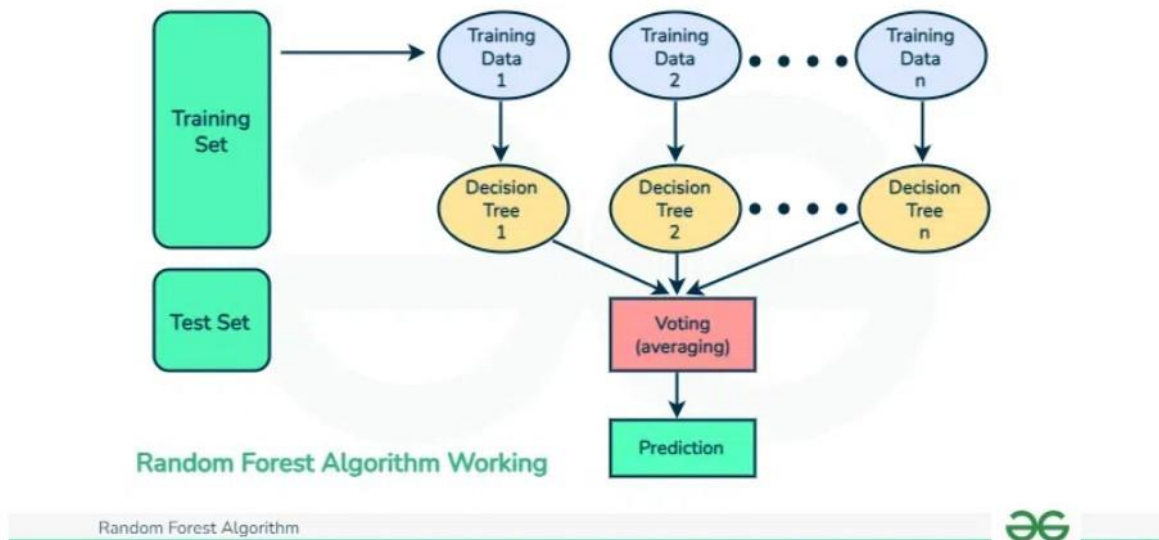 Training
Set
Test Set
Training
Data
1
Training
Data
2
Training
Data
n
Decision
Tree
1
Decision
Tree
2
Decision
Tree
n
Voting
(averaging)
Prediction
Random Forest Algorithm Working
Random Forest Algorithm